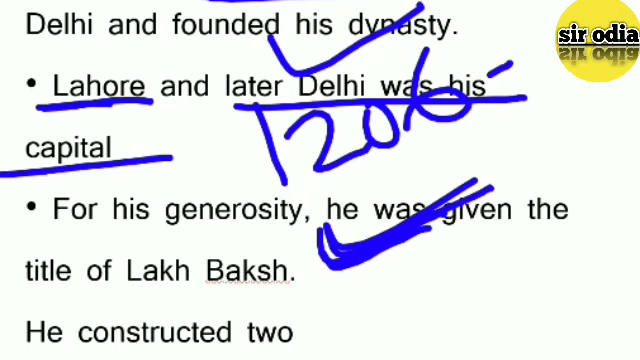 Delhi and founded his dynasty.
• Lahore and later Delhi was his
capital
1206
• For his generosity, he was given the
title of Lakh Baksh.
He constructed two
sir odia